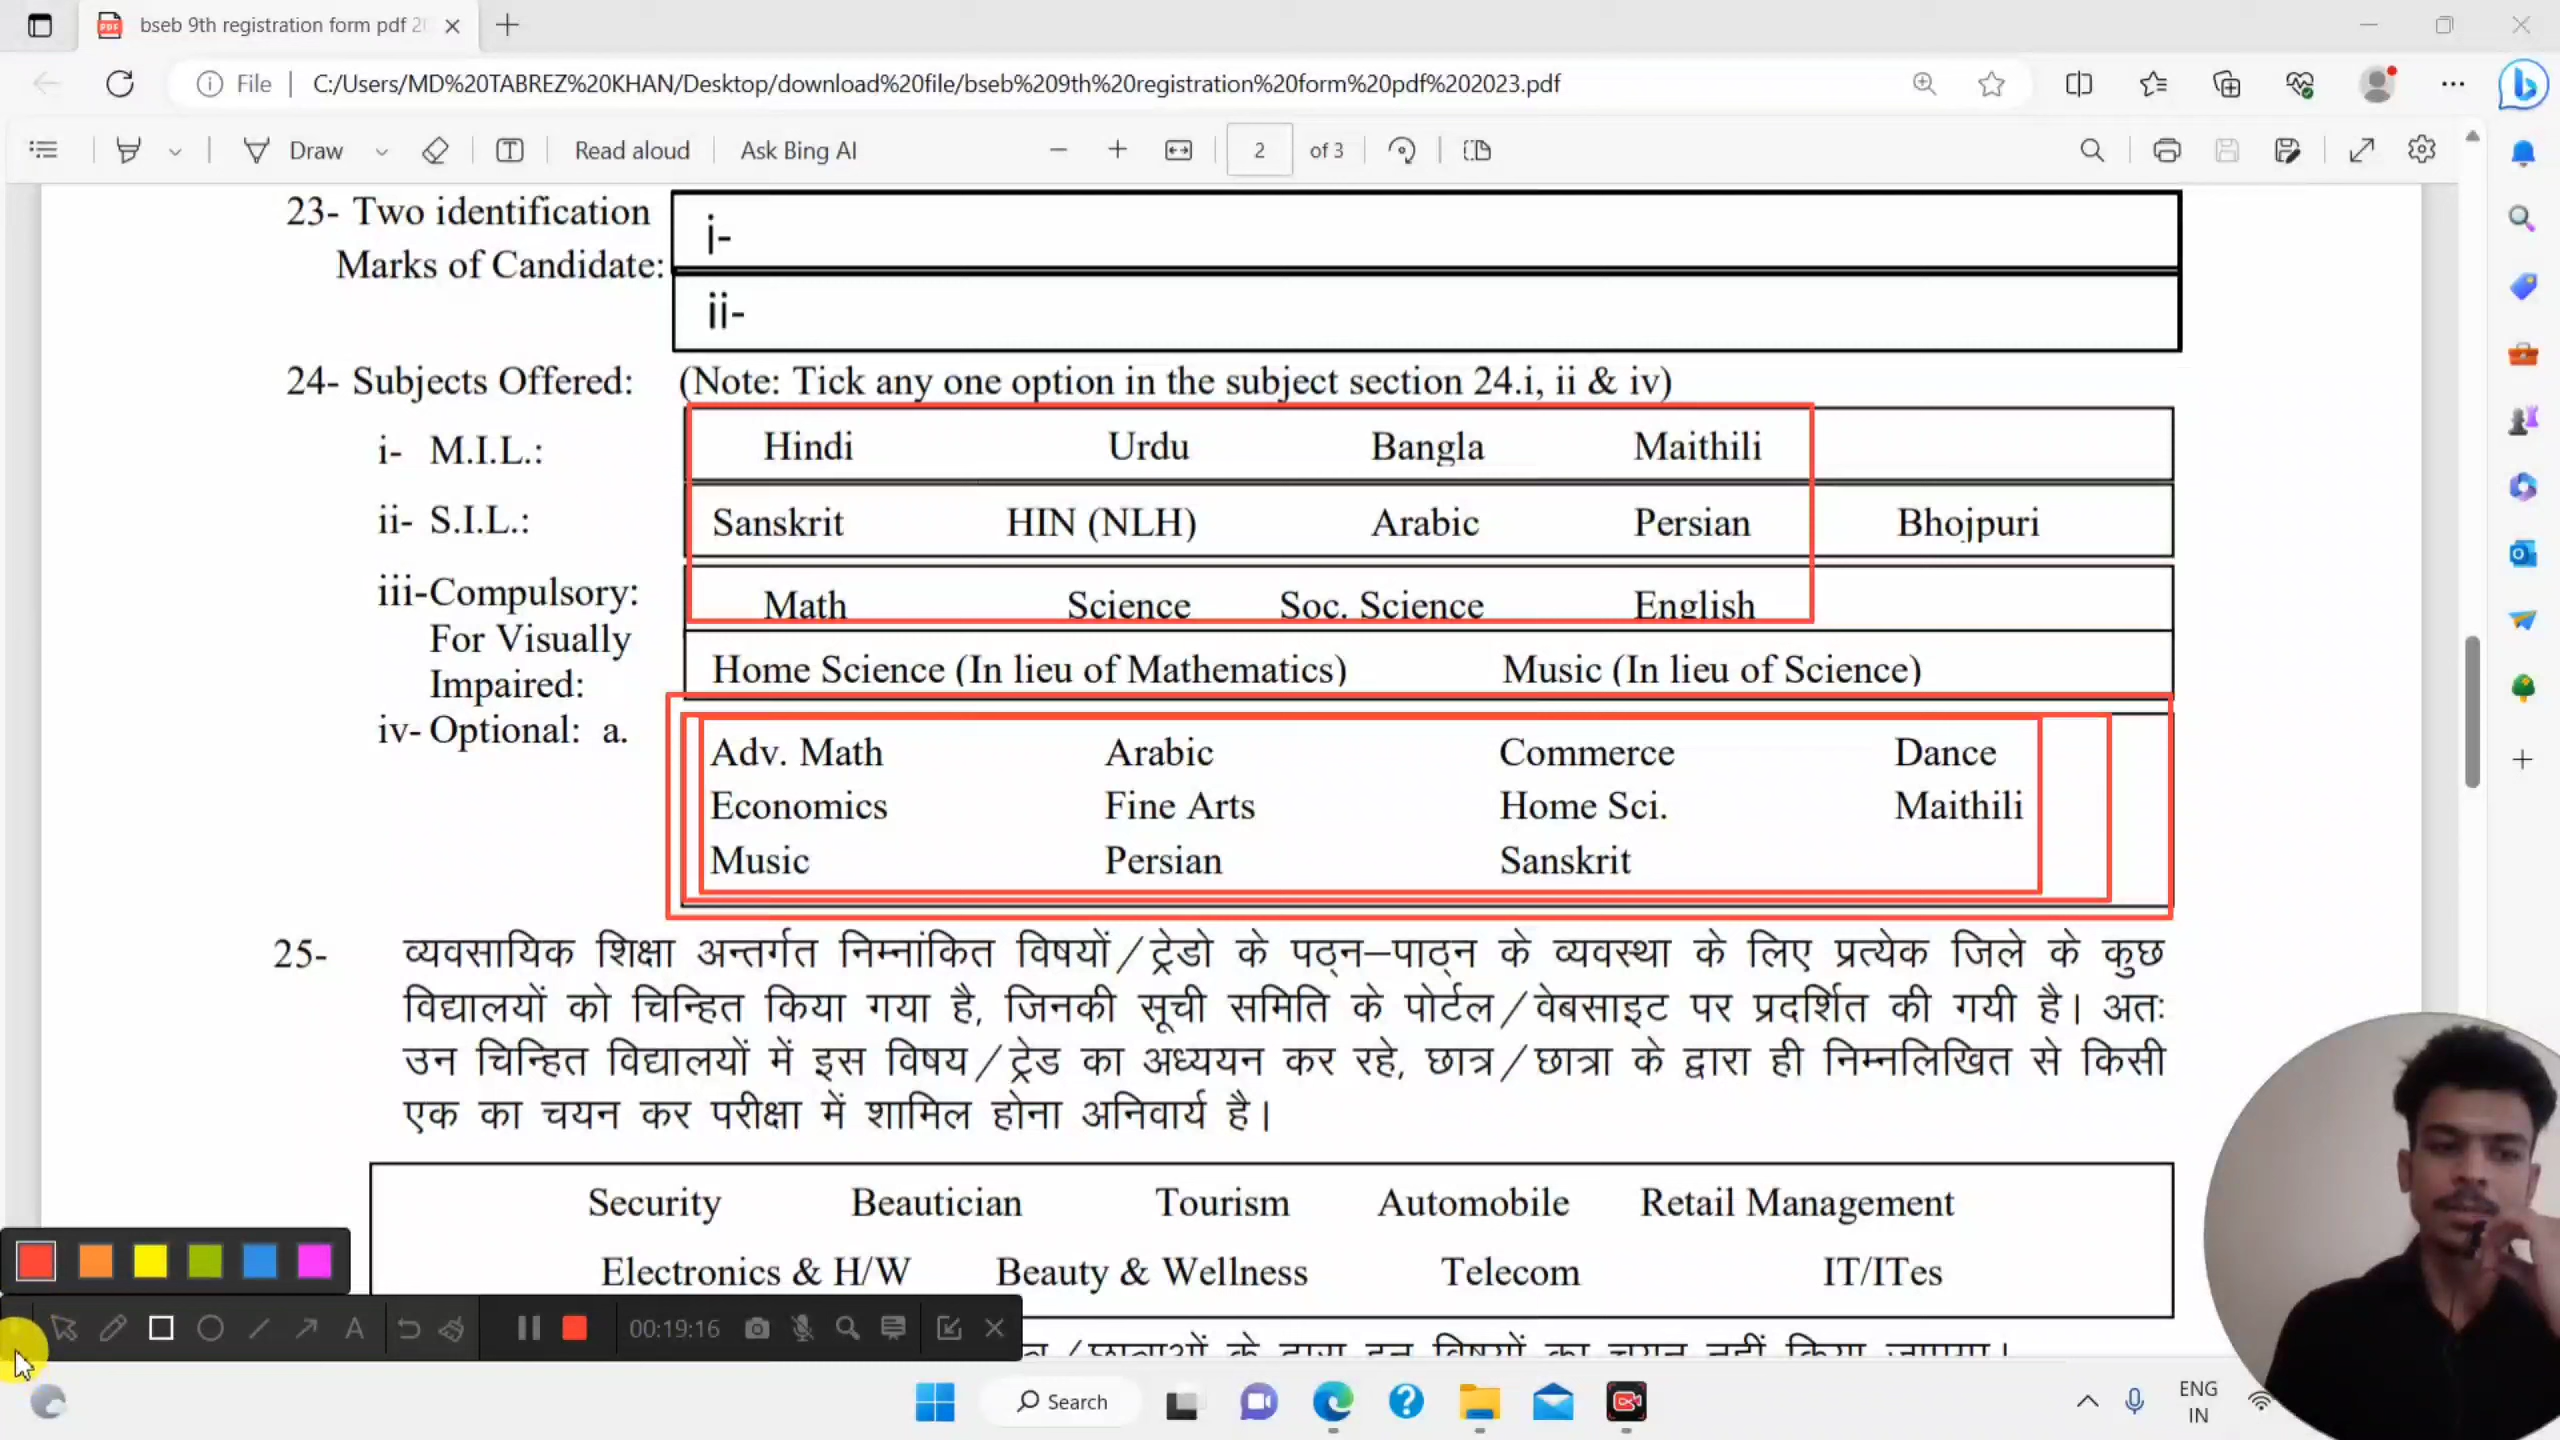 bseb 9th registration form pdf 2
File
C:/Users/MD%20TABREZ%20KHAN/Desktop/download%20file/bseb%209th%20registration%20form%20pdf%202023.pdf
Draw
Read aloud
Ask Bing AI
2 of 3
23- Two identification
Marks of Candidate:
i-
ii-
24- Subjects Offered: (Note: Tick any one option in the subject section 24.i, ii & iv)
i- M.I.L.: Hindi Urdu Bangla Maithili
ii- S.I.L.: Sanskrit HIN (NLH) Arabic Persian Bhojpuri
iii-Compulsory: Math Science Soc. Science English
For Visually
Impaired:
Home Science (In lieu of Mathematics) Music (In lieu of Science)
iv- Optional: a.
Adv. Math Arabic Commerce Dance
Economics Fine Arts Home Sci. Maithili
Music Persian Sanskrit
25- व्यवसायिक शिक्षा अन्तर्गत निम्नांकित विषयों/ट्रेडो के पठ्न–पाठ्न के व्यवस्था के लिए प्रत्येक जिले के कुछ
विद्यालयों को चिन्हित किया गया है, जिनकी सूची समिति के पोर्टल/वेबसाइट पर प्रदर्शित की गयी है। अतः
उन चिन्हित विद्यालयों में इस विषय/ट्रेड का अध्ययन कर रहे, छात्र/छात्रा के द्वारा ही निम्नलिखित से किसी
एक का चयन कर परीक्षा में शामिल होना अनिवार्य है।
Security Beautician Tourism Automobile Retail Management
Electronics & H/W Beauty & Wellness Telecom IT/ITes
00:19:16
Search
ENG
IN